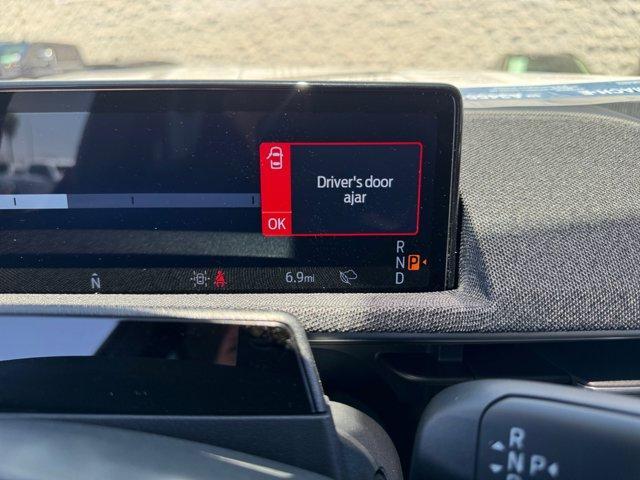 Driver's door
ajar
OK
R
N P
D
N
6.9mi
R
N P